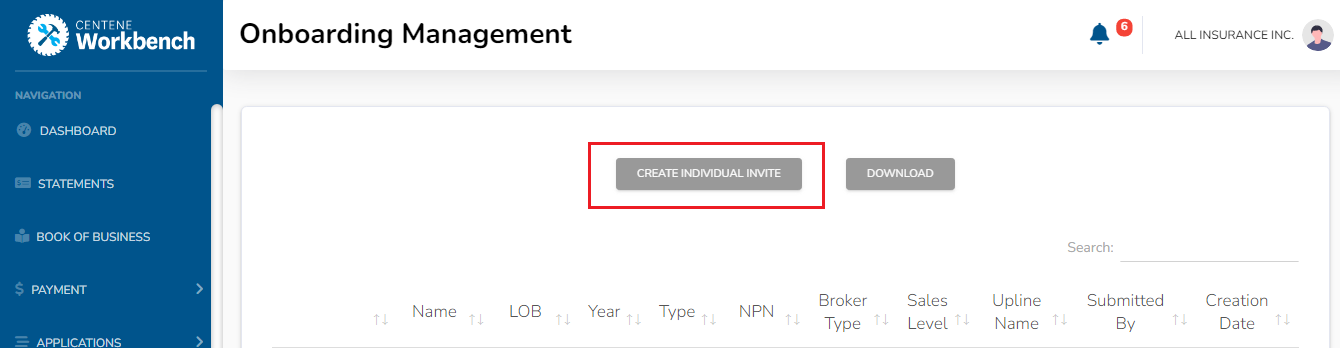 CENTENE
Workbench
Onboarding Management
6
ALL INSURANCE INC.
NAVIGATION
DASHBOARD
STATEMENTS
BOOK OF BUSINESS
PAYMENT
APPLICATIONS
CREATE INDIVIDUAL INVITE
DOWNLOAD
Search:
Name
LOB
Year
Type
NPN
Broker
Type
Sales
Level
Upline
Name
Submitted
By
Creation
Date